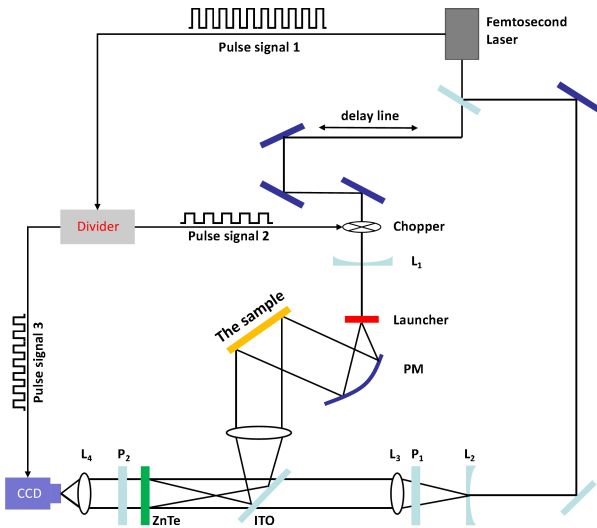 Femtosecond
Laser
Pulse signal 1
delay line
Divider
Pulse signal 2
Chopper
L1
The sample
Launcher
PM
Pulse signal 3
L4
P2
L3
P1
L2
CCD
ZnTe
ITO